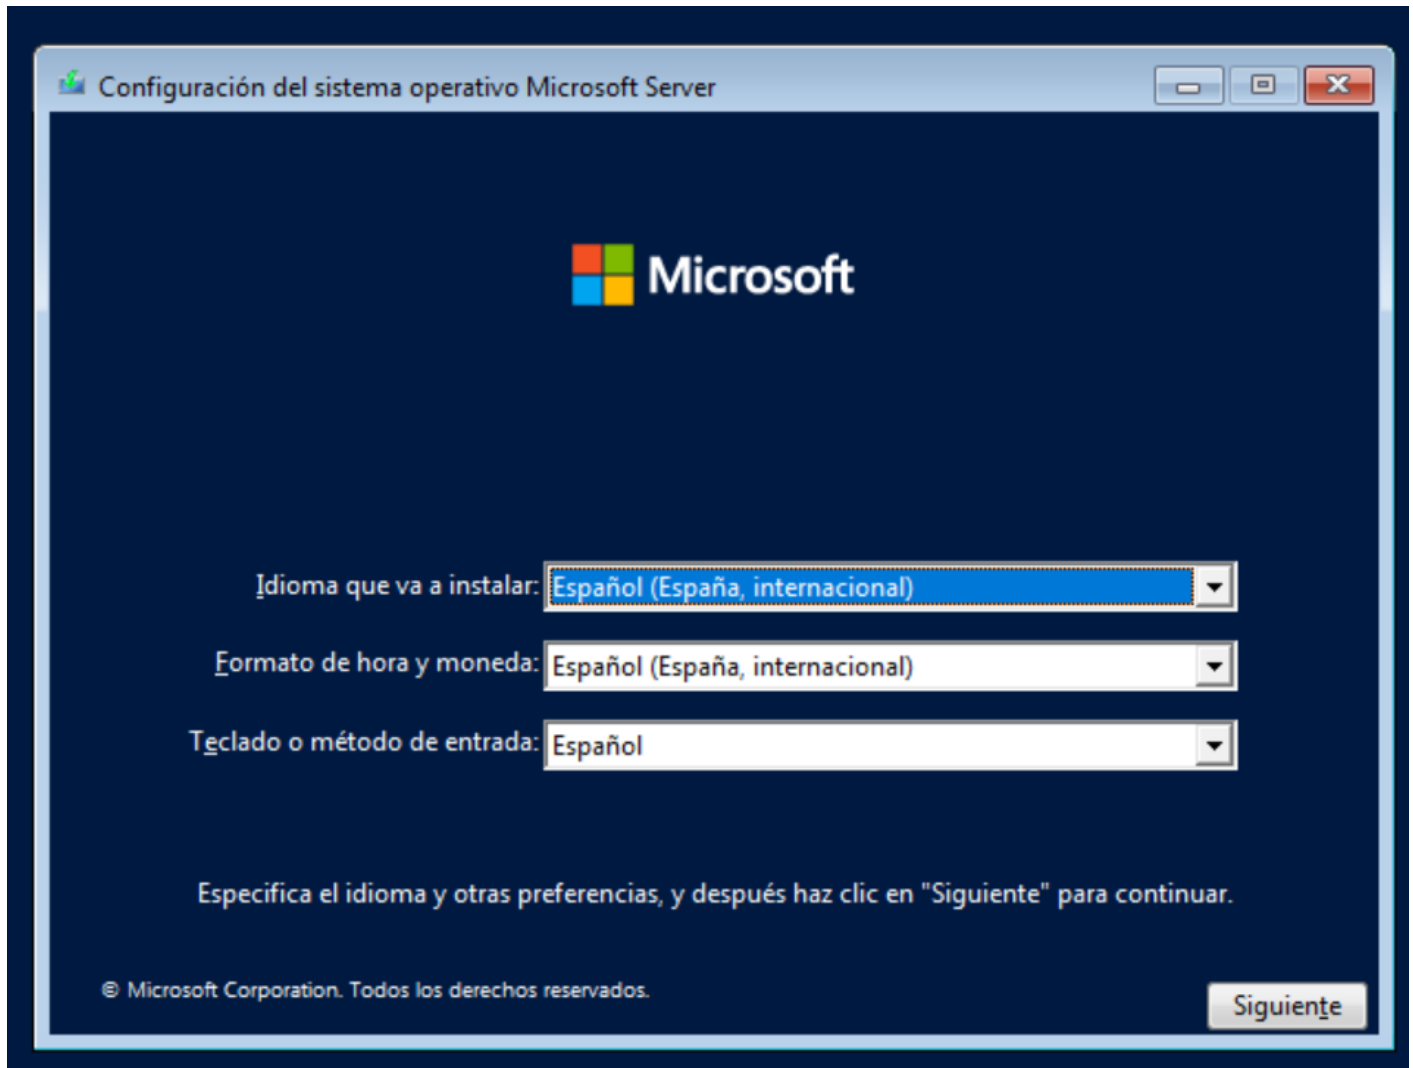 Configuración del sistema operativo Microsoft Server
Microsoft
Idioma que va a instalar: Español (España, internacional)
Formato de hora y moneda: Español (España, internacional)
Teclado o método de entrada: Español
Especifica el idioma y otras preferencias, y después haz clic en "Siguiente" para continuar.
© Microsoft Corporation. Todos los derechos reservados.
Siguiente